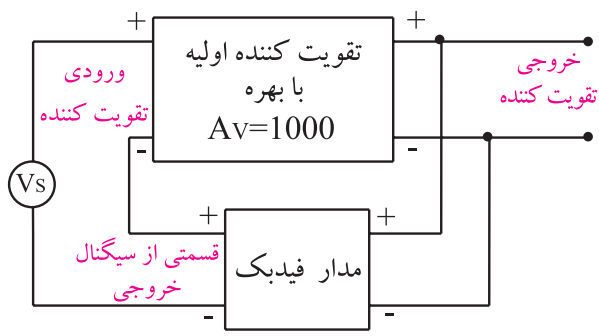 +
+
تقویت کننده اولیه
با بهره
Av=1000
ورودی
تقویت کننده
خروجی
تقویت کننده
-
-
Vs
+
+
قسمتی از سیگنال
خروجی
مدار فیدبک
-
-